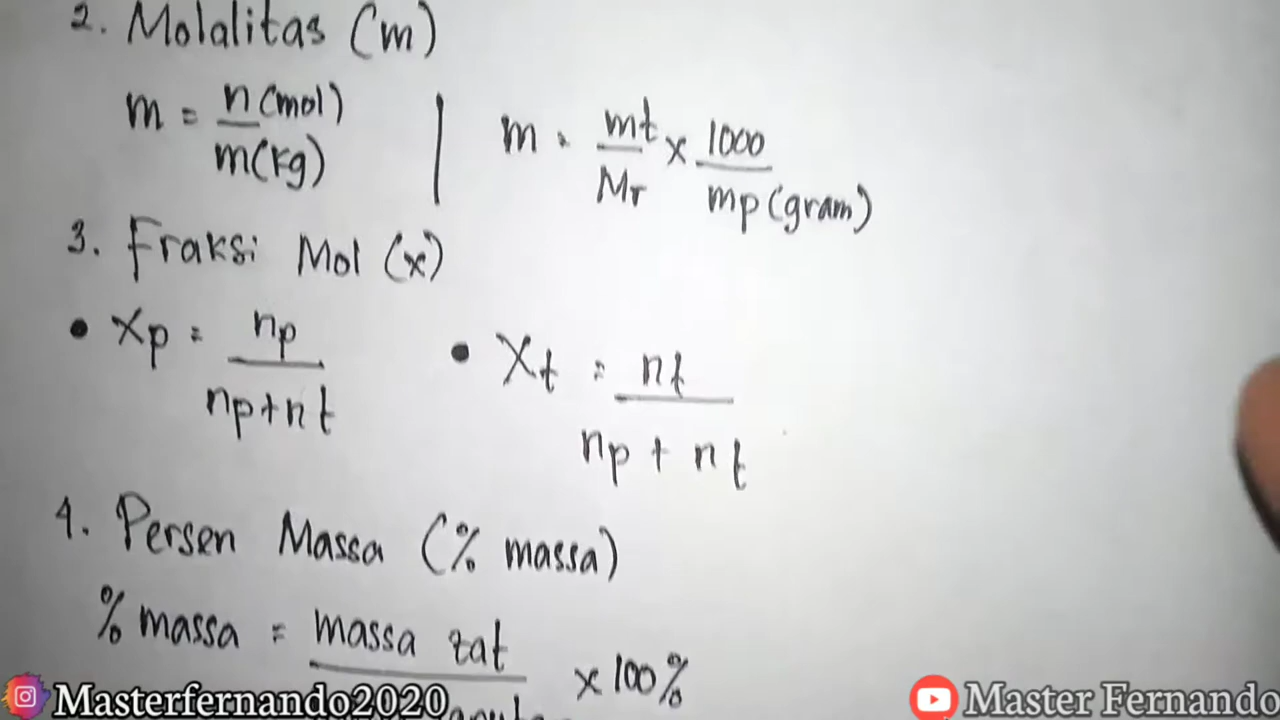 2. Molalitas (m)
m = n(mol) / m(kg) | m = mt / Mr x 1000 / mp (gram)
3. Fraksi Mol (x)
• Xp = np / np+nt • Xt = nt / np + nt
4. Persen Massa (% massa)
% massa = massa zat x 100%
Masterfernando2020
Master Fernando